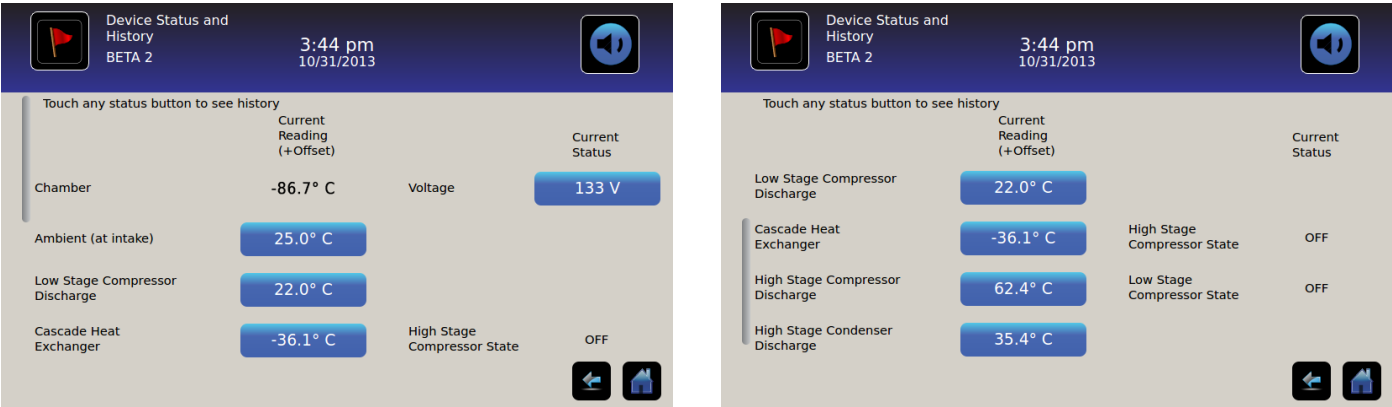 Device Status and
History
BETA 2
3:44 pm
10/31/2013
Touch any status button to see history
Current
Reading
(+Offset)
Current
Status
Chamber
-86.7° C
Voltage
133 V
Ambient (at intake)
25.0° C
Low Stage Compressor
Discharge
22.0° C
Cascade Heat
Exchanger
-36.1° C
High Stage
Compressor State
OFF
Device Status and
History
BETA 2
3:44 pm
10/31/2013
Touch any status button to see history
Current
Reading
(+Offset)
Current
Status
Low Stage Compressor
Discharge
22.0° C
Cascade Heat
Exchanger
-36.1° C
High Stage
Compressor State
OFF
High Stage Compressor
Discharge
62.4° C
Low Stage
Compressor State
OFF
High Stage Condenser
Discharge
35.4° C